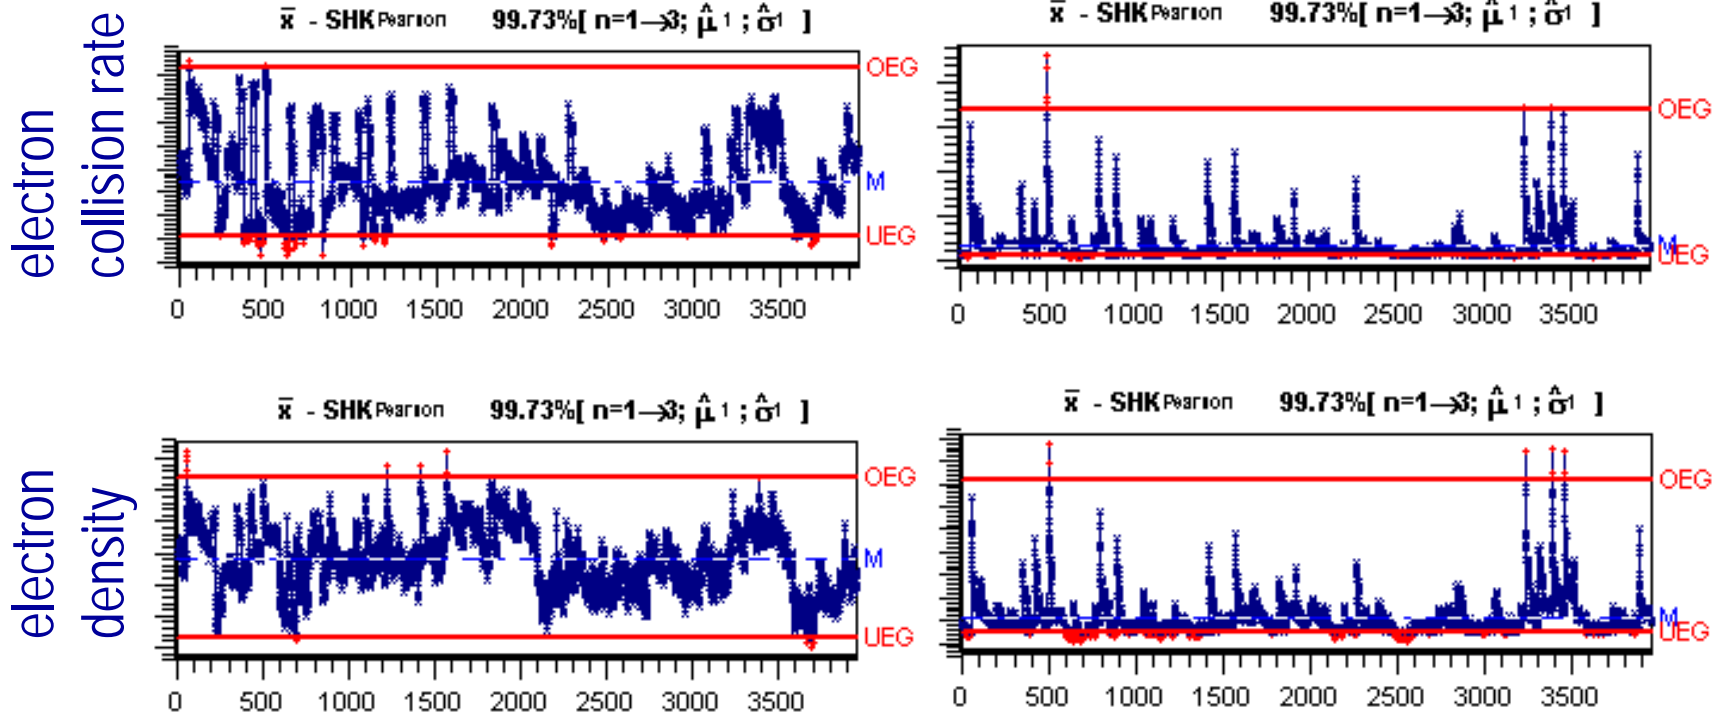 electron
collision rate
x̄ - SHK Pearson 99.73%[ n=1→3; μ̂ 1 ; σ̂1 ]
OEG
M
UEG
0 500 1000 1500 2000 2500 3000 3500
x̄ - SHK Pearson 99.73%[ n=1→3; μ̂ 1 ; σ̂1 ]
OEG
M
UEG
0 500 1000 1500 2000 2500 3000 3500
electron
density
x̄ - SHK Pearson 99.73%[ n=1→3; μ̂ 1 ; σ̂1 ]
OEG
M
UEG
0 500 1000 1500 2000 2500 3000 3500
x̄ - SHK Pearson 99.73%[ n=1→3; μ̂ 1 ; σ̂1 ]
OEG
M
UEG
0 500 1000 1500 2000 2500 3000 3500